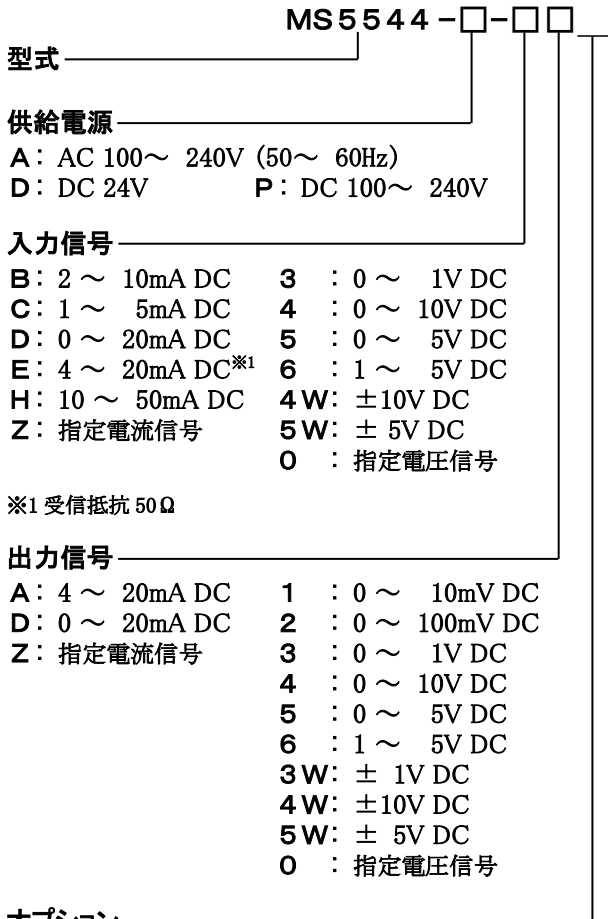 MS5544-□-□□
型式
供給電源
A： AC 100～ 240V (50～ 60Hz)
D： DC 24V P： DC 100～ 240V
入力信号
B： 2 ～ 10mA DC 3 ： 0 ～ 1V DC
C： 1 ～ 5mA DC 4 ： 0 ～ 10V DC
D： 0 ～ 20mA DC 5 ： 0 ～ 5V DC
E： 4 ～ 20mA DC※1 6 ： 1 ～ 5V DC
H： 10 ～ 50mA DC 4W： ±10V DC
Z： 指定電流信号 5W： ± 5V DC
0 ： 指定電圧信号
※1 受信抵抗 50Ω
出力信号
A： 4 ～ 20mA DC 1 ： 0 ～ 10mV DC
D： 0 ～ 20mA DC 2 ： 0 ～ 100mV DC
Z： 指定電流信号 3 ： 0 ～ 1V DC
4 ： 0 ～ 10V DC
5 ： 0 ～ 5V DC
6 ： 1 ～ 5V DC
3W： ± 1V DC
4W： ±10V DC
5W： ± 5V DC
0 ： 指定電圧信号
オプション